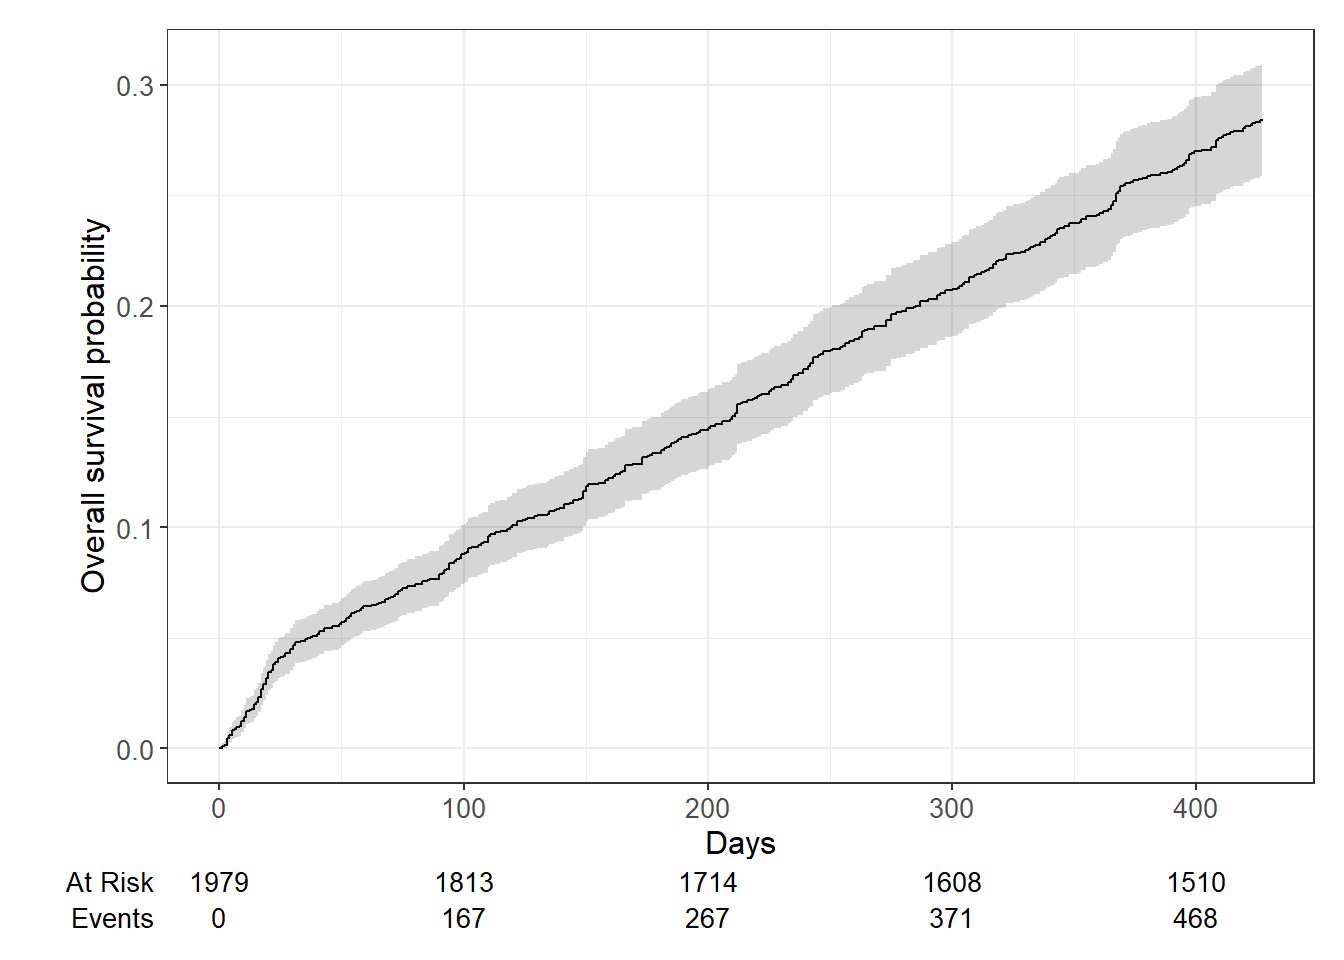 0.3
0.2
0.1
0.0
Overall survival probability
0 100 200 300 400
Days
At Risk 1979 1813 1714 1608 1510
Events 0 167 267 371 468